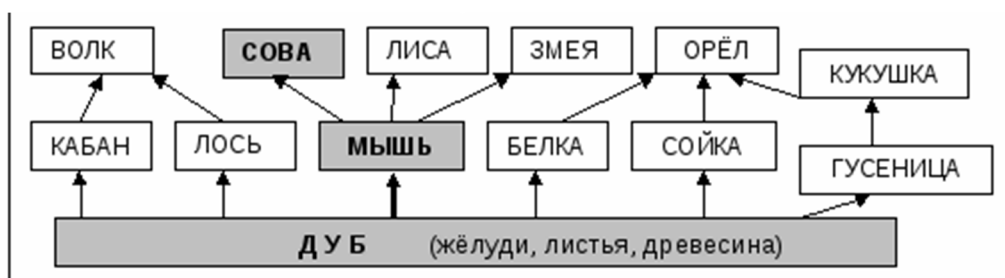 ВОЛК
СОВА
ЛИСА
ЗМЕЯ
ОРЁЛ
КУКУШКА
КАБАН
ЛОСЬ
МЫШЬ
БЕЛКА
СОЙКА
ГУСЕНИЦА
ДУБ (жёлуди, листья, древесина)